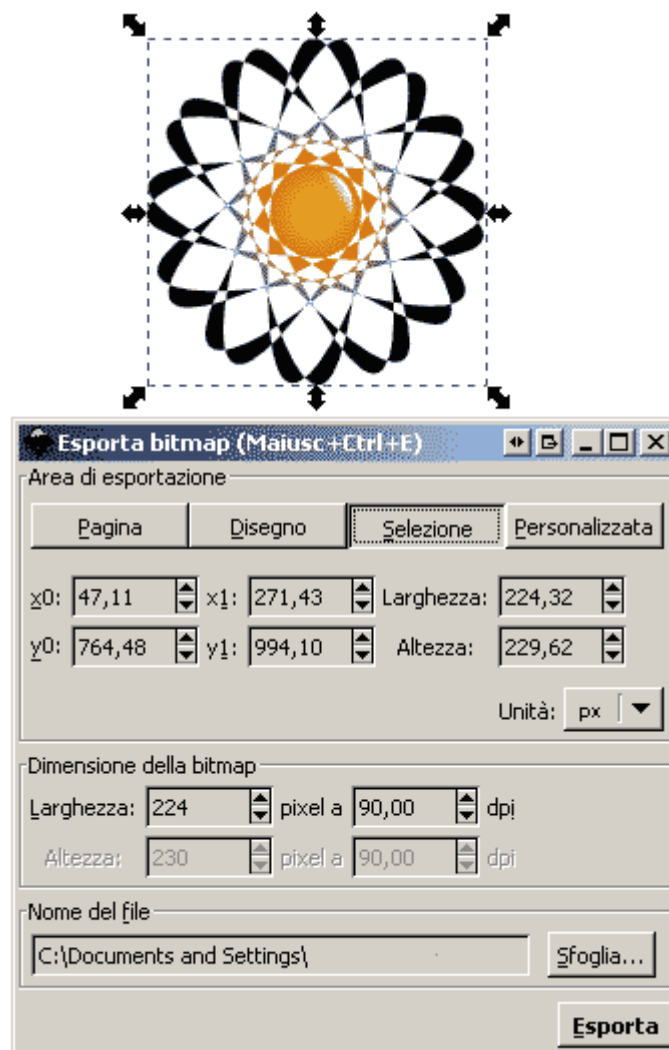 Esporta bitmap (Maiusc+Ctrl+E)
Area di esportazione
Pagina Disegno Selezione Personalizzata
x0: 47,11 x1: 271,43 Larghezza: 224,32
y0: 764,48 y1: 994,10 Altezza: 229,62
Unità: px
Dimensione della bitmap
Larghezza: 224 pixel a 90,00 dpi
Altezza: 230 pixel a 90,00 dpi
Nome del file
C:\Documents and Settings\ Sfoglia...
Esporta